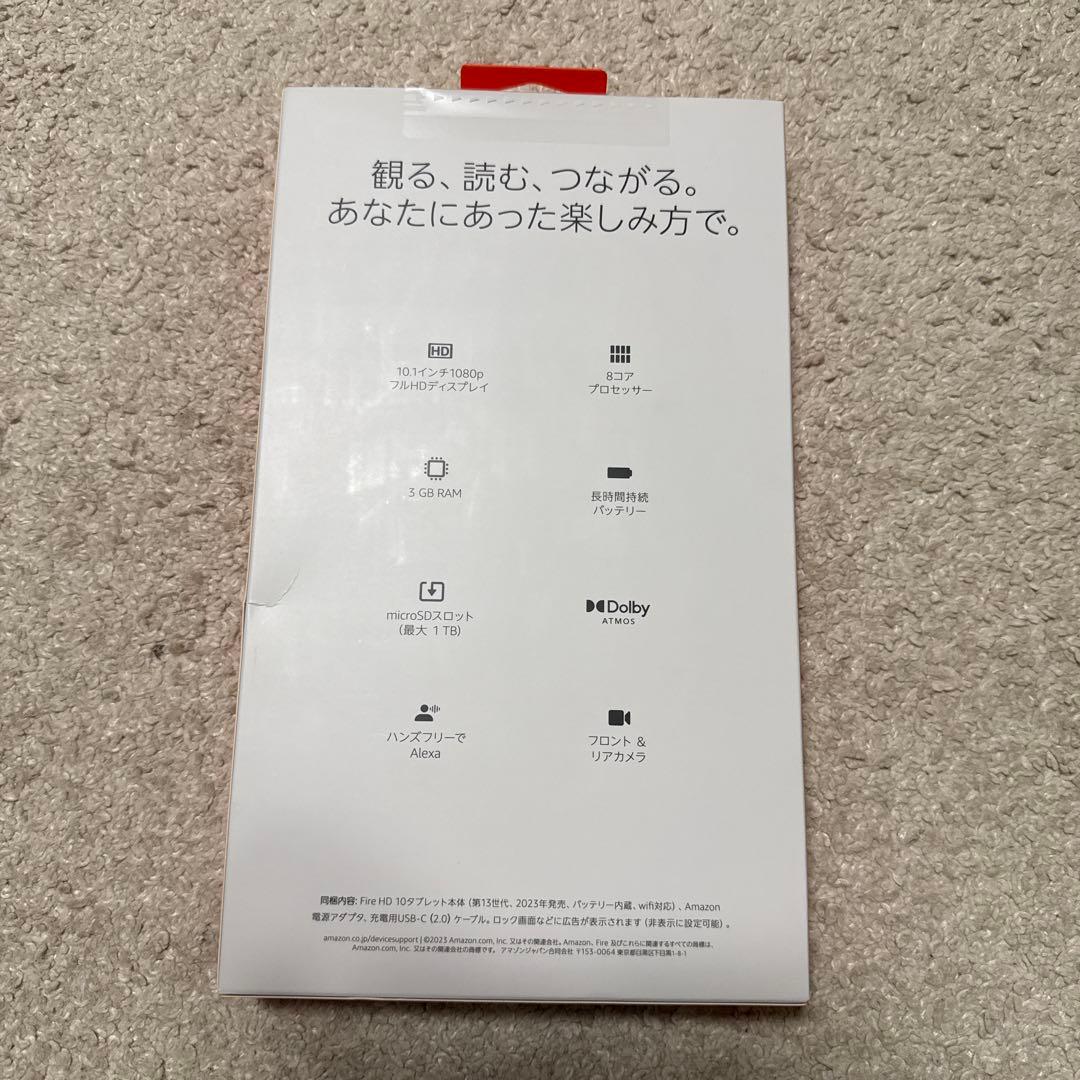 観る、読む、つながる。
あなたにあった楽しみ方で。
HD
10.1インチ1080p
フルHDディスプレイ
8コア
プロセッサー
3 GB RAM
長時間持続
バッテリー
microSDスロット
（最大 1 TB）
Dolby
ATMOS
ハンズフリーで
Alexa
フロント &
リアカメラ
同梱内容: Fire HD 10タブレット本体（第13世代、2023年発売、バッテリー内蔵、wifi対応）、Amazon
電源アダプタ、充電用USB-C（2.0）ケーブル。ロック画面などに広告が表示されます（非表示に設定可能）。
amazon.co.jp/devicesupport | ©2023 Amazon.com, Inc. 又はその関連会社。Amazon、Fire 及びこれらに関連するすべての商標は、
Amazon.com, Inc. 又はその関連会社の商標です。 アマゾンジャパン合同会社 〒153-0064 東京都目黒区下目黒1-8-1